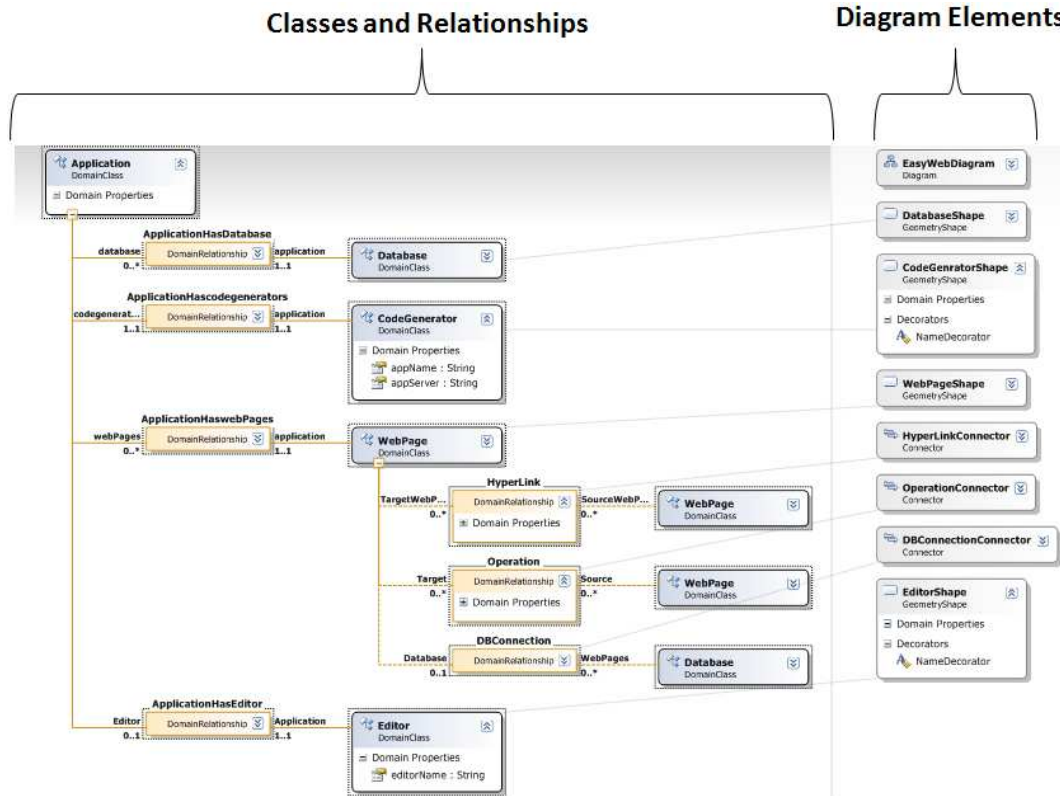 Classes and Relationships
Diagram Elements
Application
DomainClass
Domain Properties
ApplicationHasDatabase
database
DomainRelationship
application
0..*
1..1
Database
DomainClass
ApplicationHascodegenerators
codegenerat...
DomainRelationship
application
1..1
1..1
CodeGenerator
DomainClass
Domain Properties
appName : String
appServer : String
ApplicationHaswebPages
webPages
DomainRelationship
application
0..*
1..1
WebPage
DomainClass
HyperLink
TargetWebP...
DomainRelationship
SourceWebP...
0..*
0..*
Domain Properties
WebPage
DomainClass
Operation
Target
DomainRelationship
Source
0..*
0..*
Domain Properties
WebPage
DomainClass
DBConnection
Database
DomainRelationship
WebPages
0..1
0..*
Database
DomainClass
ApplicationHasEditor
Editor
DomainRelationship
Application
0..1
1..1
Editor
DomainClass
Domain Properties
editorName : String
EasyWebDiagram
Diagram
DatabaseShape
GeometryShape
CodeGenratorShape
GeometryShape
Domain Properties
Decorators
NameDecorator
WebPageShape
GeometryShape
HyperLinkConnector
Connector
OperationConnector
Connector
DBConnectionConnector
Connector
EditorShape
GeometryShape
Domain Properties
Decorators
NameDecorator